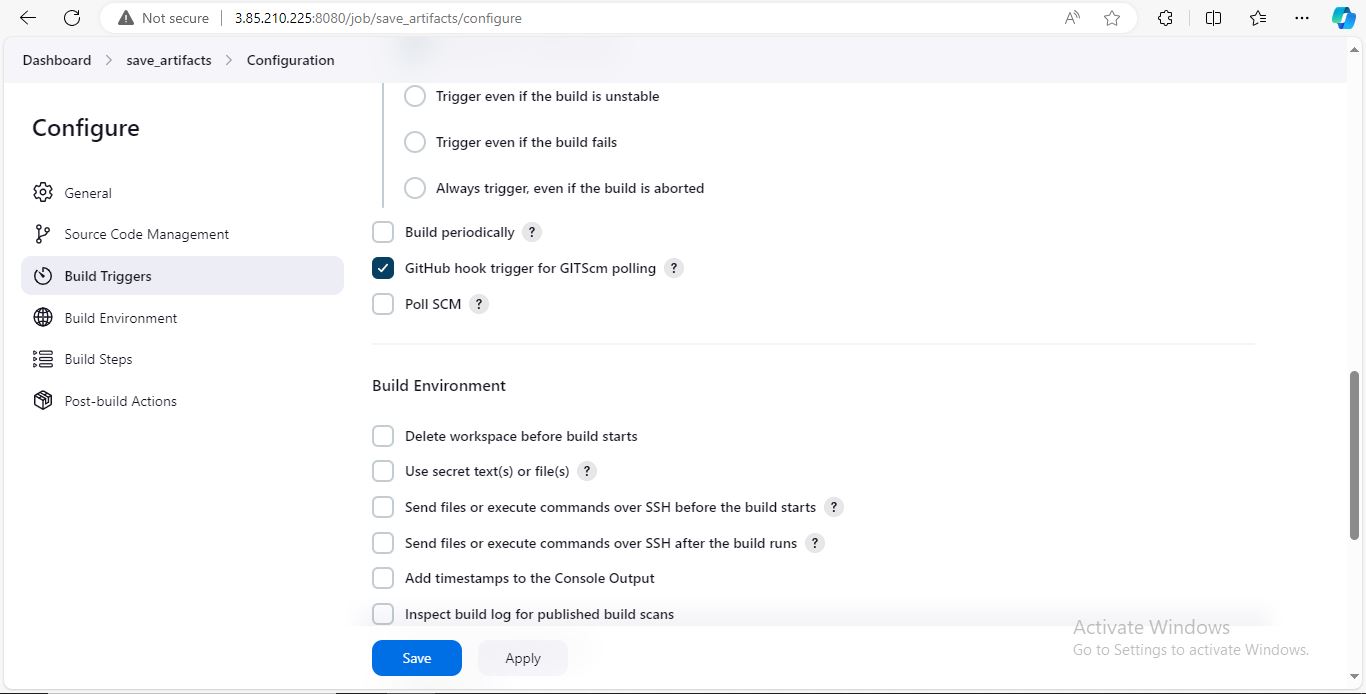 Not secure
3.85.210.225:8080/job/save_artifacts/configure
Dashboard
save_artifacts
Configuration
Configure
General
Source Code Management
Build Triggers
Build Environment
Build Steps
Post-build Actions
Trigger even if the build is unstable
Trigger even if the build fails
Always trigger, even if the build is aborted
Build periodically ?
GitHub hook trigger for GITScm polling ?
Poll SCM ?
Build Environment
Delete workspace before build starts
Use secret text(s) or file(s) ?
Send files or execute commands over SSH before the build starts ?
Send files or execute commands over SSH after the build runs ?
Add timestamps to the Console Output
Inspect build log for published build scans
Save
Apply
Activate Windows
Go to Settings to activate Windows.